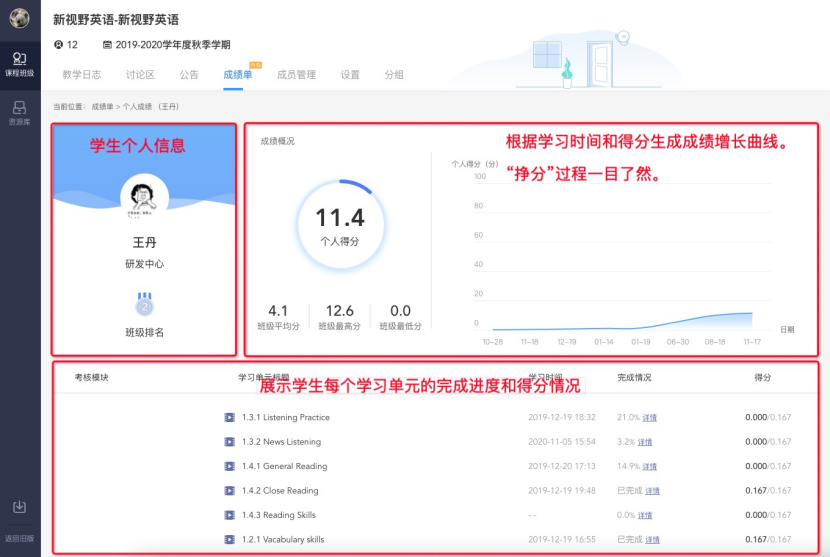 新视野英语-新视野英语
12
2019-2020学年度秋季学期
教学日志 讨论区 公告 成绩单 成员管理 设置 分组
课程班级
资源库
返回旧版
当前位置： 成绩单 > 个人成绩 （王丹）
学生个人信息
王丹
研发中心
2
班级排名
成绩概况
11.4
个人得分
4.1 12.6 0.0
班级平均分 班级最高分 班级最低分
根据学习时间和得分生成成绩增长曲线。
“挣分”过程一目了然。
个人得分（分）
100
80
60
40
20
0
日期
10-28 11-18 12-19 01-14 01-19 06-30 08-18 11-17
展示学生每个学习单元的完成进度和得分情况
考核模块 学习单元标题 学习时间 完成情况 得分
1.3.1 Listening Practice 2019-12-19 18:32 21.0% 详情 0.000/0.167
1.3.2 News Listening 2020-11-05 15:54 3.2% 详情 0.000/0.167
1.4.1 General Reading 2019-12-20 17:13 14.9% 详情 0.000/0.167
1.4.2 Close Reading 2019-12-19 19:48 已完成 详情 0.167/0.167
1.4.3 Reading Skills -- 0.0% 详情 0.000/0.167
1.2.1 Vacabulary skills 2019-12-19 16:55 已完成 详情 0.167/0.167